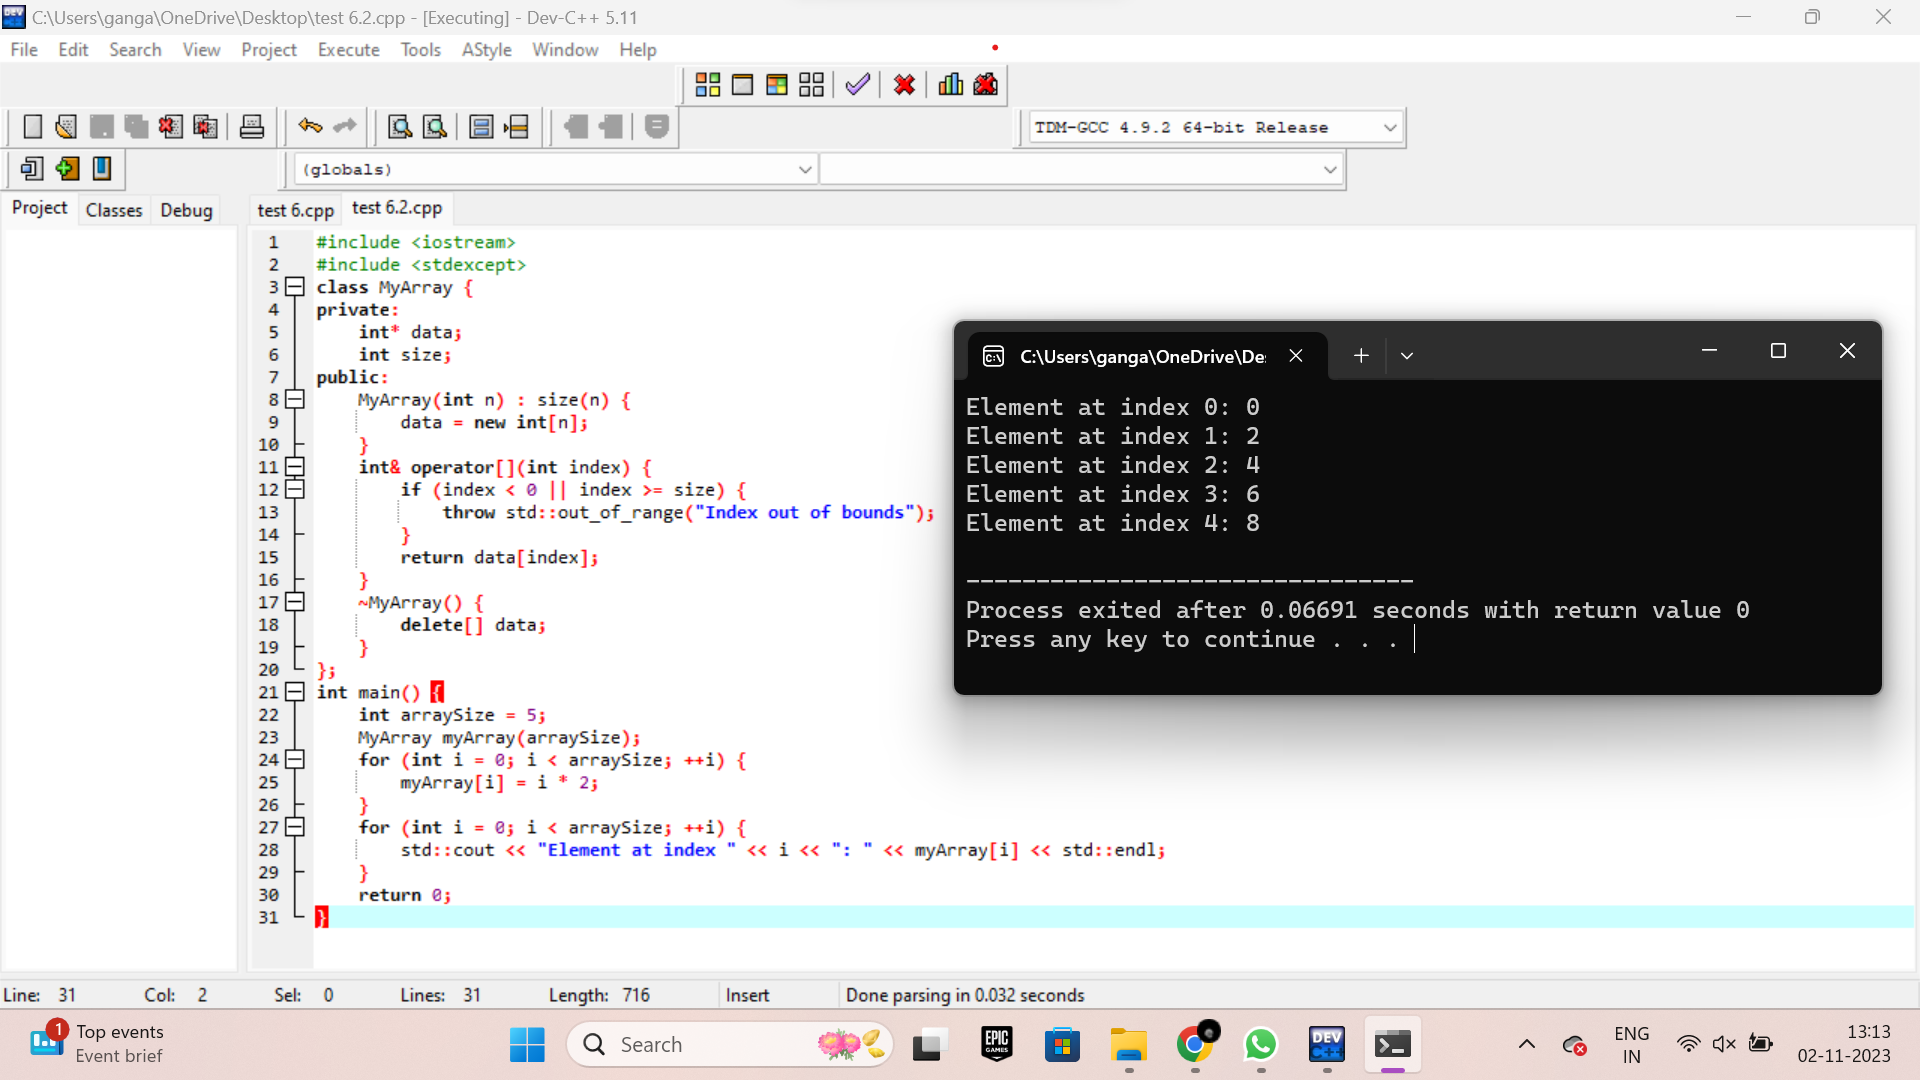 C:\Users\ganga\OneDrive\Desktop\test 6.2.cpp - [Executing] - Dev-C++ 5.11
File Edit Search View Project Execute Tools AStyle Window Help
TDM-GCC 4.9.2 64-bit Release
(globals)
Project Classes Debug
test 6.cpp test 6.2.cpp
1 #include <iostream>
2 #include <stdexcept>
3 class MyArray {
4 private:
5 int* data;
6 int size;
7 public:
8 MyArray(int n) : size(n) {
9 data = new int[n];
10 }
11 int& operator[](int index) {
12 if (index < 0 || index >= size) {
13 throw std::out_of_range("Index out of bounds");
14 }
15 return data[index];
16 }
17 ~MyArray() {
18 delete[] data;
19 }
20 };
21 int main() {
22 int arraySize = 5;
23 MyArray myArray(arraySize);
24 for (int i = 0; i < arraySize; ++i) {
25 myArray[i] = i * 2;
26 }
27 for (int i = 0; i < arraySize; ++i) {
28 std::cout << "Element at index " << i << ": " << myArray[i] << std::endl;
29 }
30 return 0;
31 }
C:\Users\ganga\OneDrive\De
Element at index 0: 0
Element at index 1: 2
Element at index 2: 4
Element at index 3: 6
Element at index 4: 8
--------------------------------
Process exited after 0.06691 seconds with return value 0
Press any key to continue . . .
Line: 31 Col: 2 Sel: 0 Lines: 31 Length: 716 Insert Done parsing in 0.032 seconds
1 Top events
Event brief
Search
EPIC GAMES
DEV C++
ENG
IN
13:13
02-11-2023